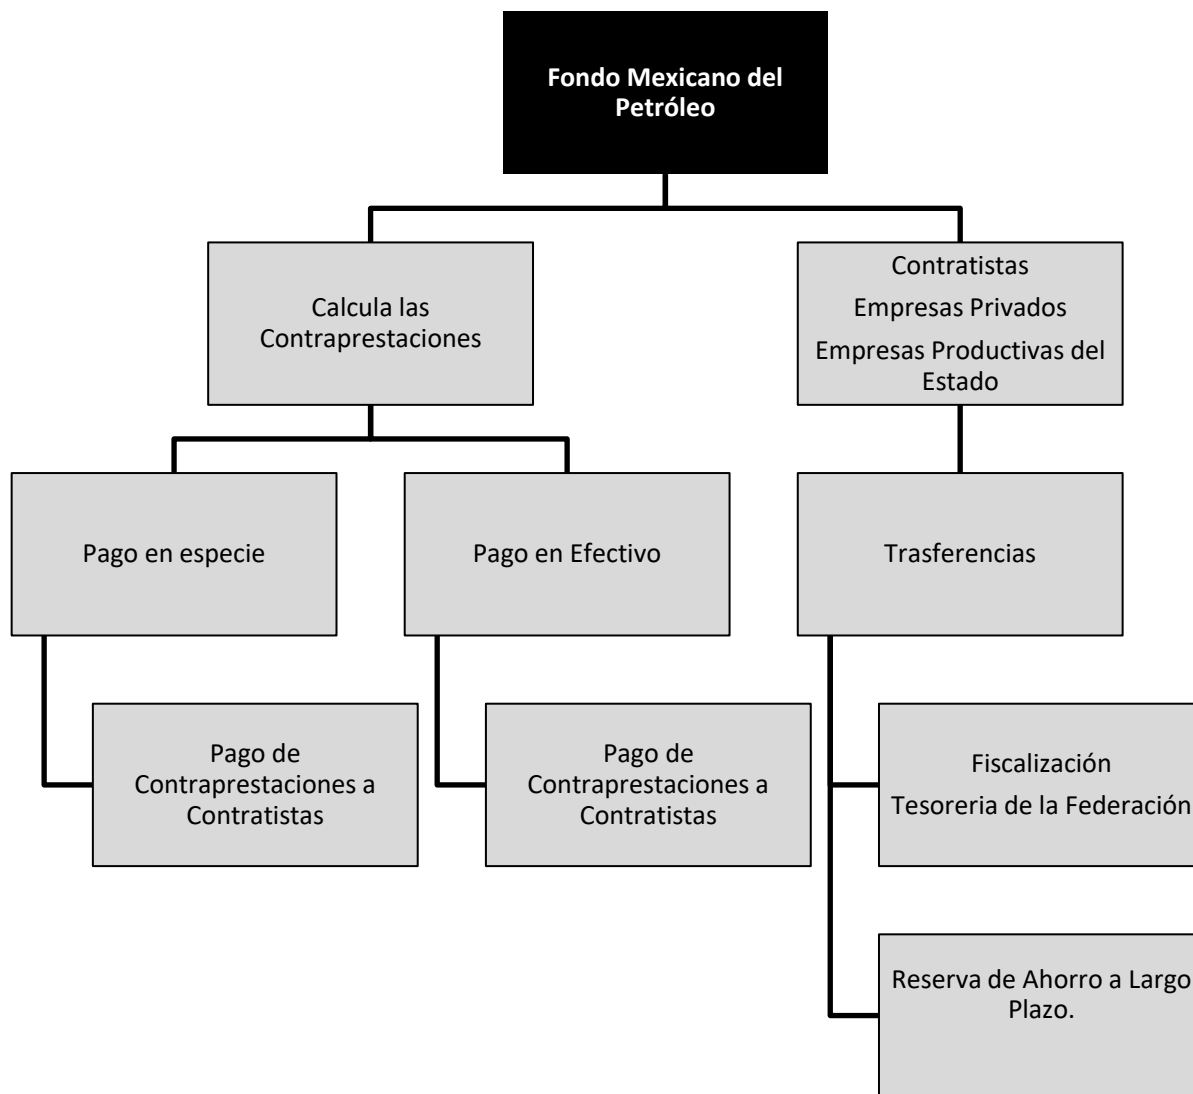 Fondo Mexicano del
Petróleo
Calcula las
Contraprestaciones
Contratistas
Empresas Privados
Empresas Productivas del
Estado
Pago en especie
Pago en Efectivo
Trasferencias
Pago de
Contraprestaciones a
Contratistas
Pago de
Contraprestaciones a
Contratistas
Fiscalización
Tesoreria de la Federación
Reserva de Ahorro a Largo
Plazo.